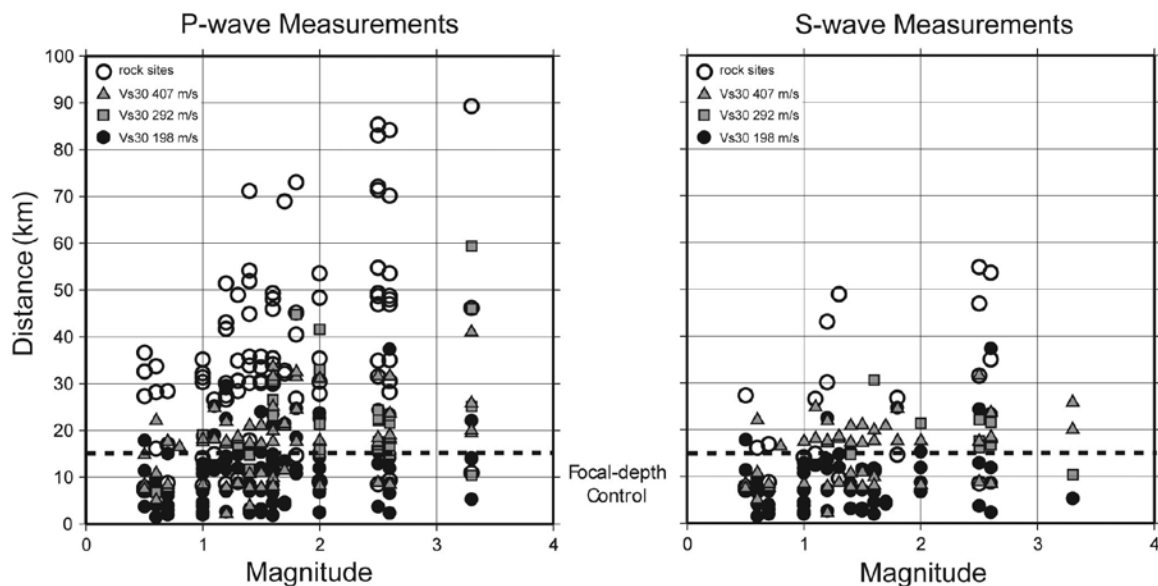 P-wave Measurements
100
90
80
70
60
50
40
30
20
10
0
Distance (km)
rock sites
Vs30 407 m/s
Vs30 292 m/s
Vs30 198 m/s
0 1 2 3 4
Magnitude
Focal-depth
Control
S-wave Measurements
rock sites
Vs30 407 m/s
Vs30 292 m/s
Vs30 198 m/s
0 1 2 3 4
Magnitude